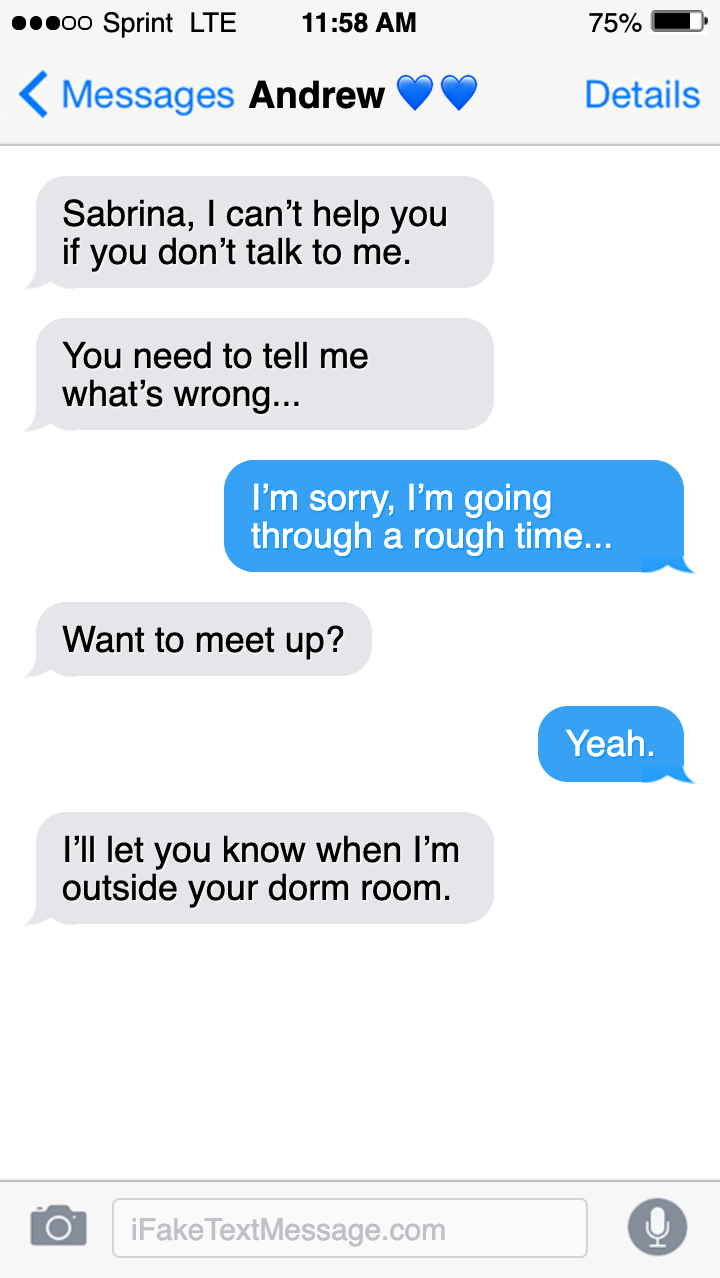 Sprint LTE 11:58 AM 75%
Messages Andrew 💙💙 Details
Sabrina, I can’t help you
if you don’t talk to me.
You need to tell me
what’s wrong...
I’m sorry, I’m going
through a rough time...
Want to meet up?
Yeah.
I’ll let you know when I’m
outside your dorm room.
iFakeTextMessage.com